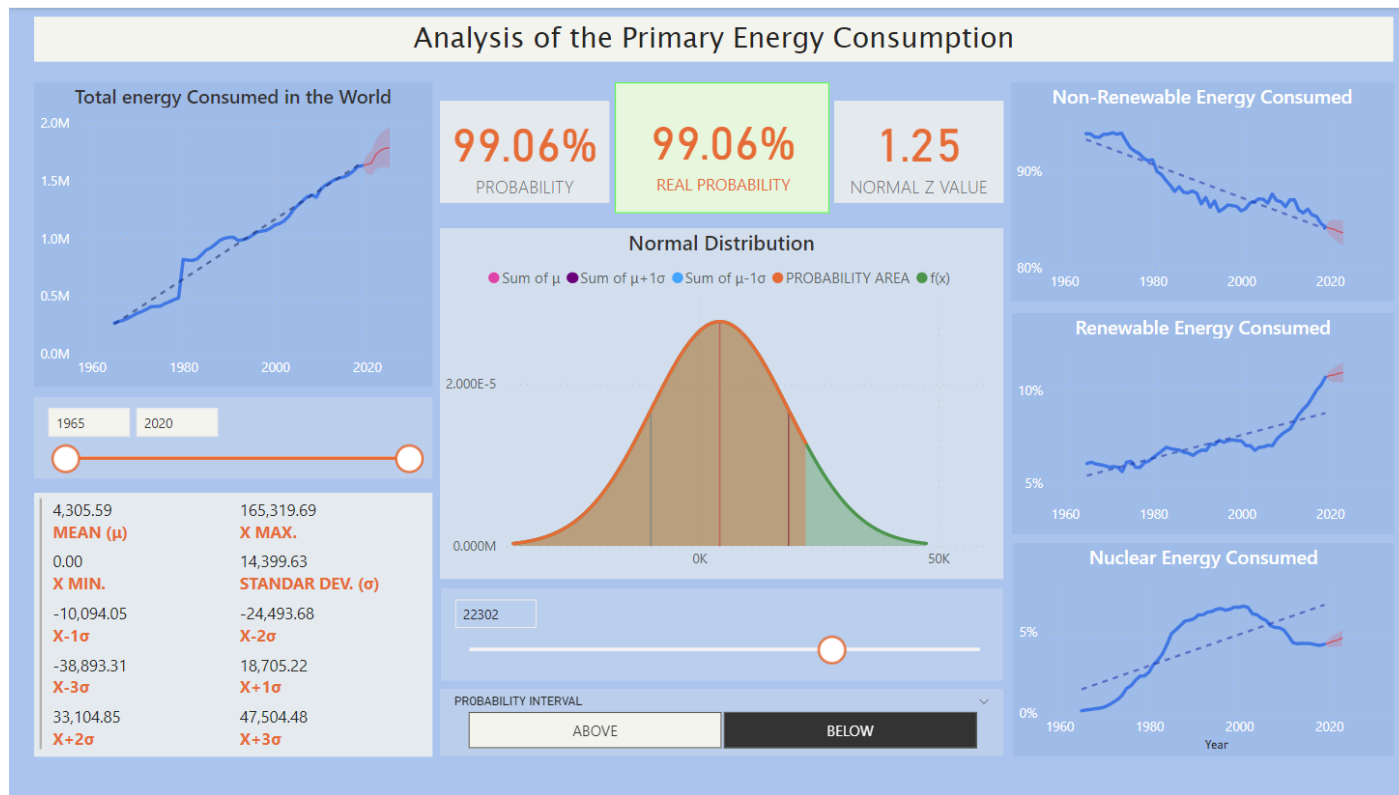 Analysis of the Primary Energy Consumption
Total energy Consumed in the World
2.0M
1.5M
1.0M
0.5M
0.0M
1960 1980 2000 2020
1965 2020
4,305.59 165,319.69
MEAN (μ) X MAX.
0.00 14,399.63
X MIN. STANDAR DEV. (σ)
-10,094.05 -24,493.68
X-1σ X-2σ
-38,893.31 18,705.22
X-3σ X+1σ
33,104.85 47,504.48
X+2σ X+3σ
99.06% 99.06% 1.25
PROBABILITY REAL PROBABILITY NORMAL Z VALUE
Normal Distribution
Sum of μ Sum of μ+1σ Sum of μ-1σ PROBABILITY AREA f(x)
2.000E-5
0.000M
0K 50K
22302
PROBABILITY INTERVAL
ABOVE BELOW
Non-Renewable Energy Consumed
90%
80%
1960 1980 2000 2020
Renewable Energy Consumed
10%
5%
1960 1980 2000 2020
Nuclear Energy Consumed
5%
0%
1960 1980 2000 2020
Year